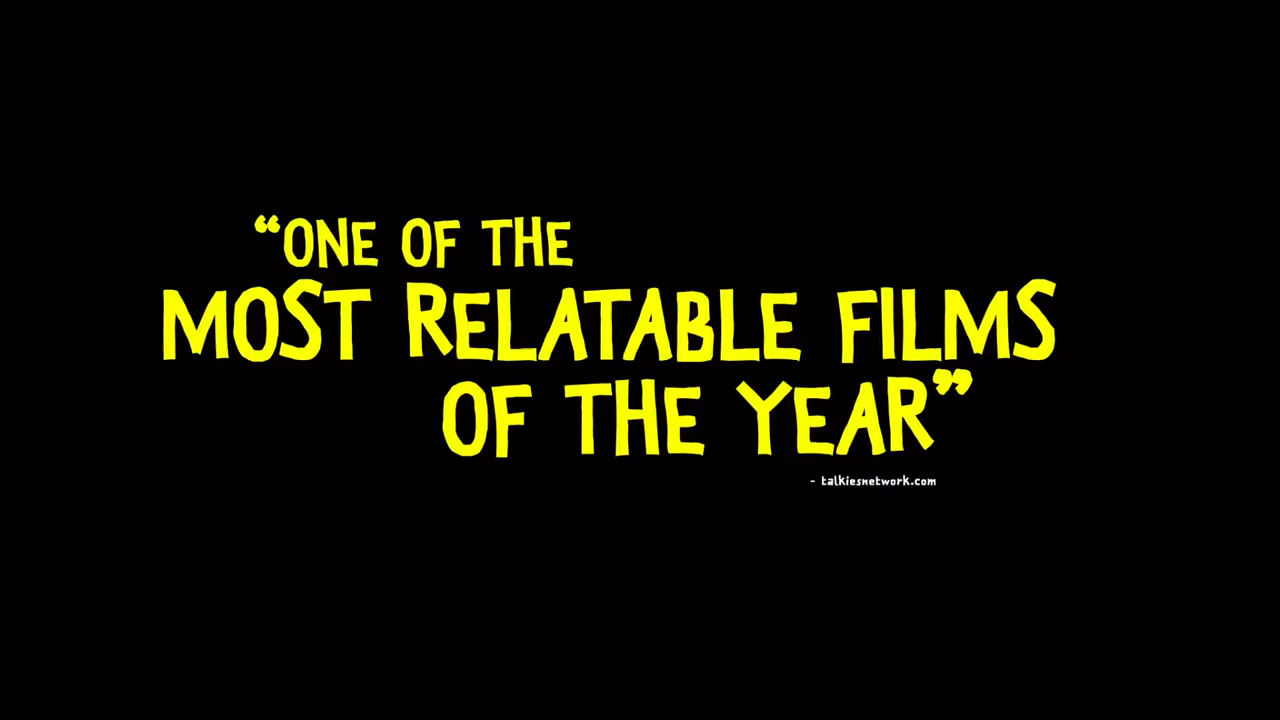 “ONE OF THE
MOST RELATABLE FILMS
OF THE YEAR”
- talkiesnetwork.com